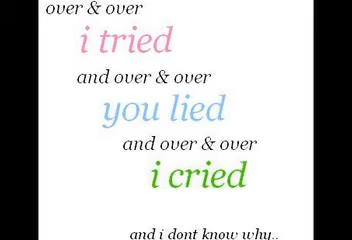 over & over
i tried
and over & over
you lied
and over & over
i cried
and i dont know why..